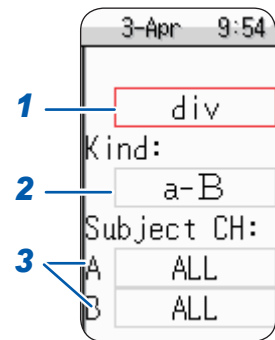 3-Apr 9:54
1 div
Kind:
2 a-B
Subject CH:
3 A ALL
B ALL